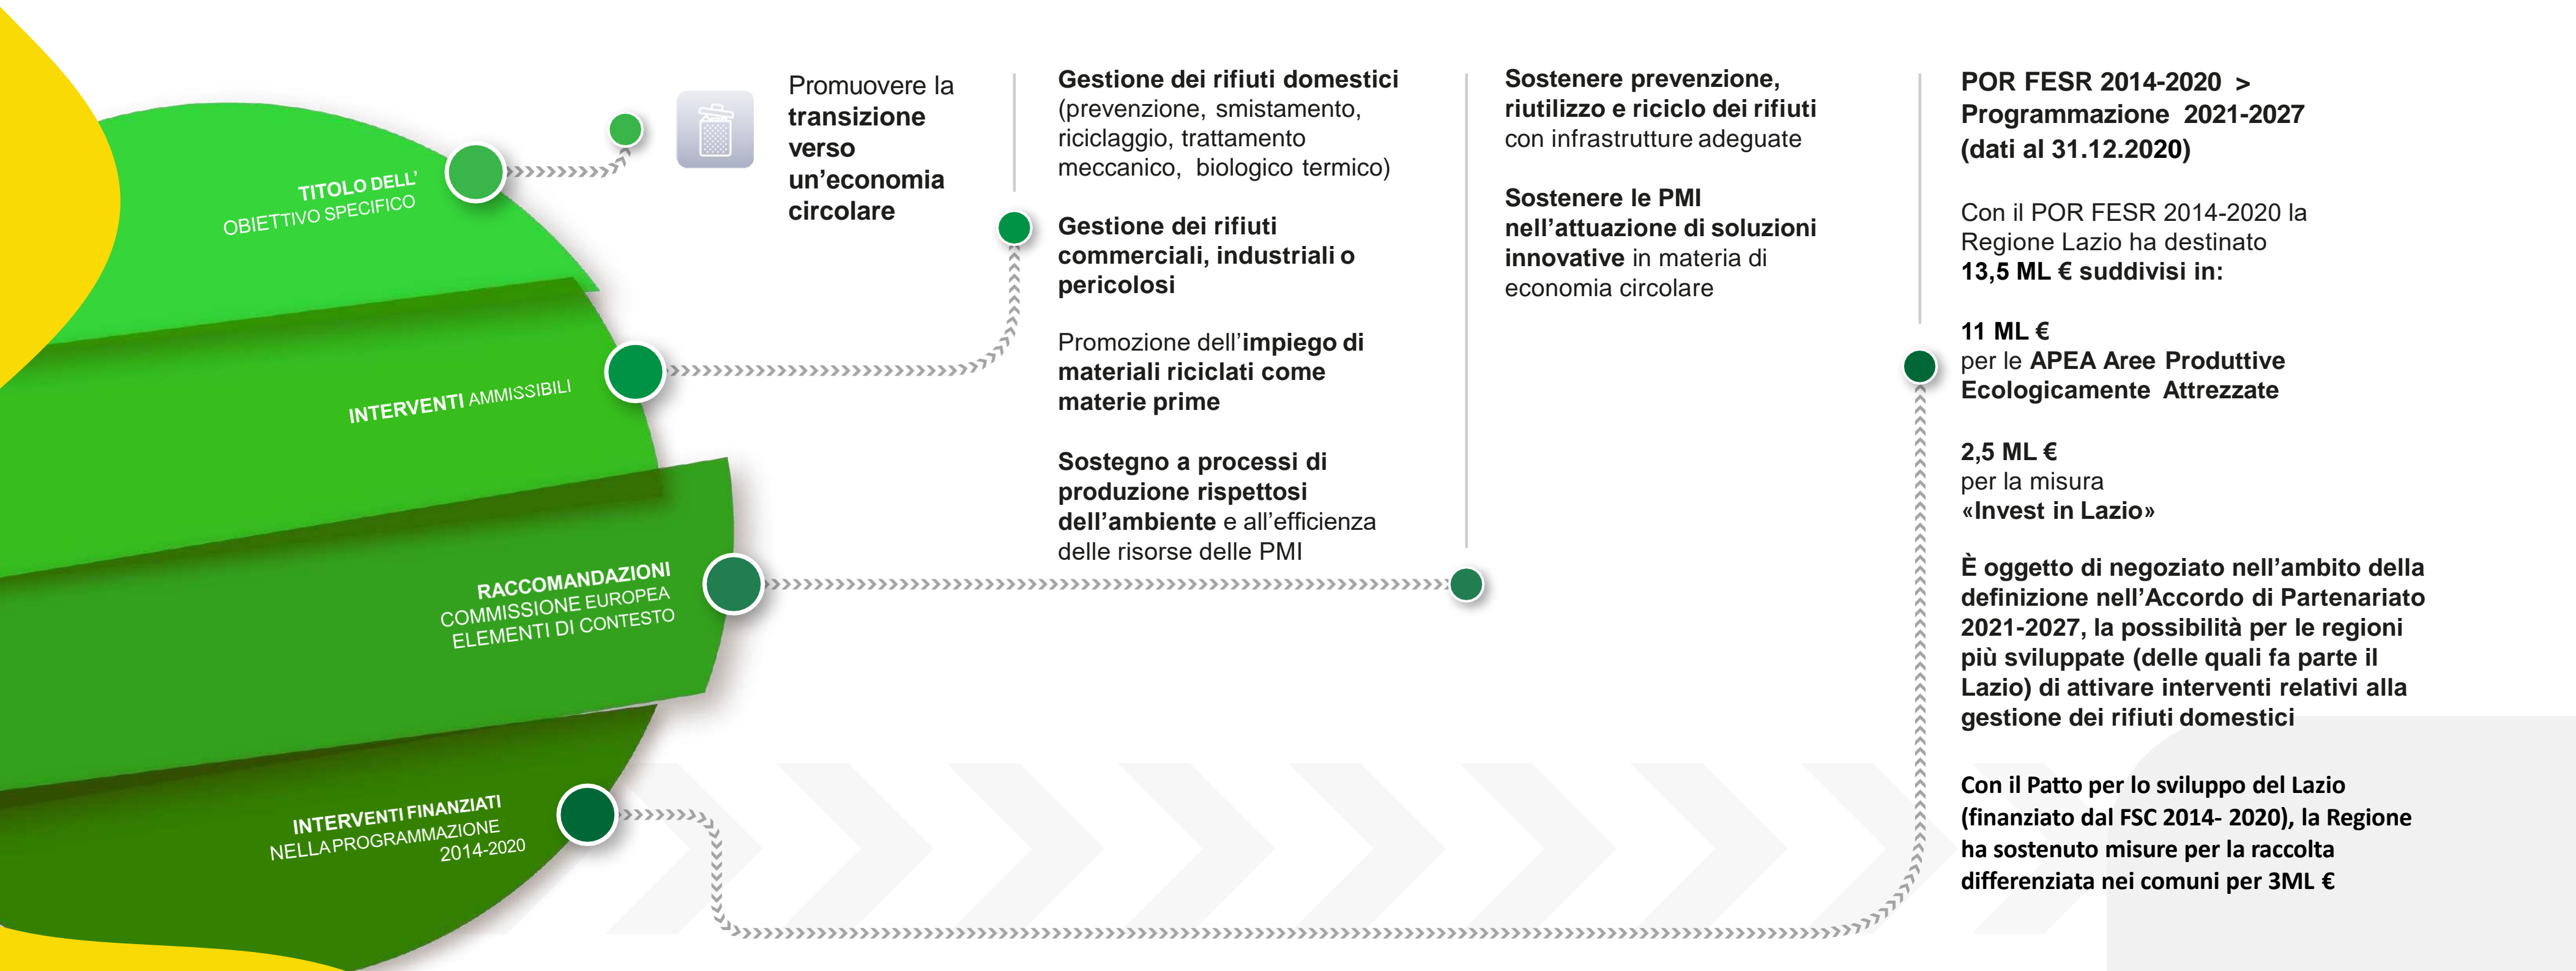 TITOLO DELL'
OBIETTIVO SPECIFICO
INTERVENTI AMMISSIBILI
RACCOMANDAZIONI
COMMISSIONE EUROPEA
ELEMENTI DI CONTESTO
INTERVENTI FINANZIATI
NELLA PROGRAMMAZIONE
2014-2020
Promuovere la
transizione
verso
un'economia
circolare
Gestione dei rifiuti domestici
(prevenzione, smistamento,
riciclaggio, trattamento
meccanico, biologico termico)
Gestione dei rifiuti
commerciali, industriali o
pericolosi
Promozione dell'impiego di
materiali riciclati come
materie prime
Sostegno a processi di
produzione rispettosi
dell'ambiente e all'efficienza
delle risorse delle PMI
Sostenere prevenzione,
riutilizzo e riciclo dei rifiuti
con infrastrutture adeguate
Sostenere le PMI
nell'attuazione di soluzioni
innovative in materia di
economia circolare
POR FESR 2014-2020 >
Programmazione 2021-2027
(dati al 31.12.2020)
Con il POR FESR 2014-2020 la
Regione Lazio ha destinato
13,5 ML € suddivisi in:
11 ML €
per le APEA Aree Produttive
Ecologicamente Attrezzate
2,5 ML €
per la misura
«Invest in Lazio»
È oggetto di negoziato nell'ambito della
definizione nell'Accordo di Partenariato
2021-2027, la possibilità per le regioni
più sviluppate (delle quali fa parte il
Lazio) di attivare interventi relativi alla
gestione dei rifiuti domestici
Con il Patto per lo sviluppo del Lazio
(finanziato dal FSC 2014- 2020), la Regione
ha sostenuto misure per la raccolta
differenziata nei comuni per 3ML €